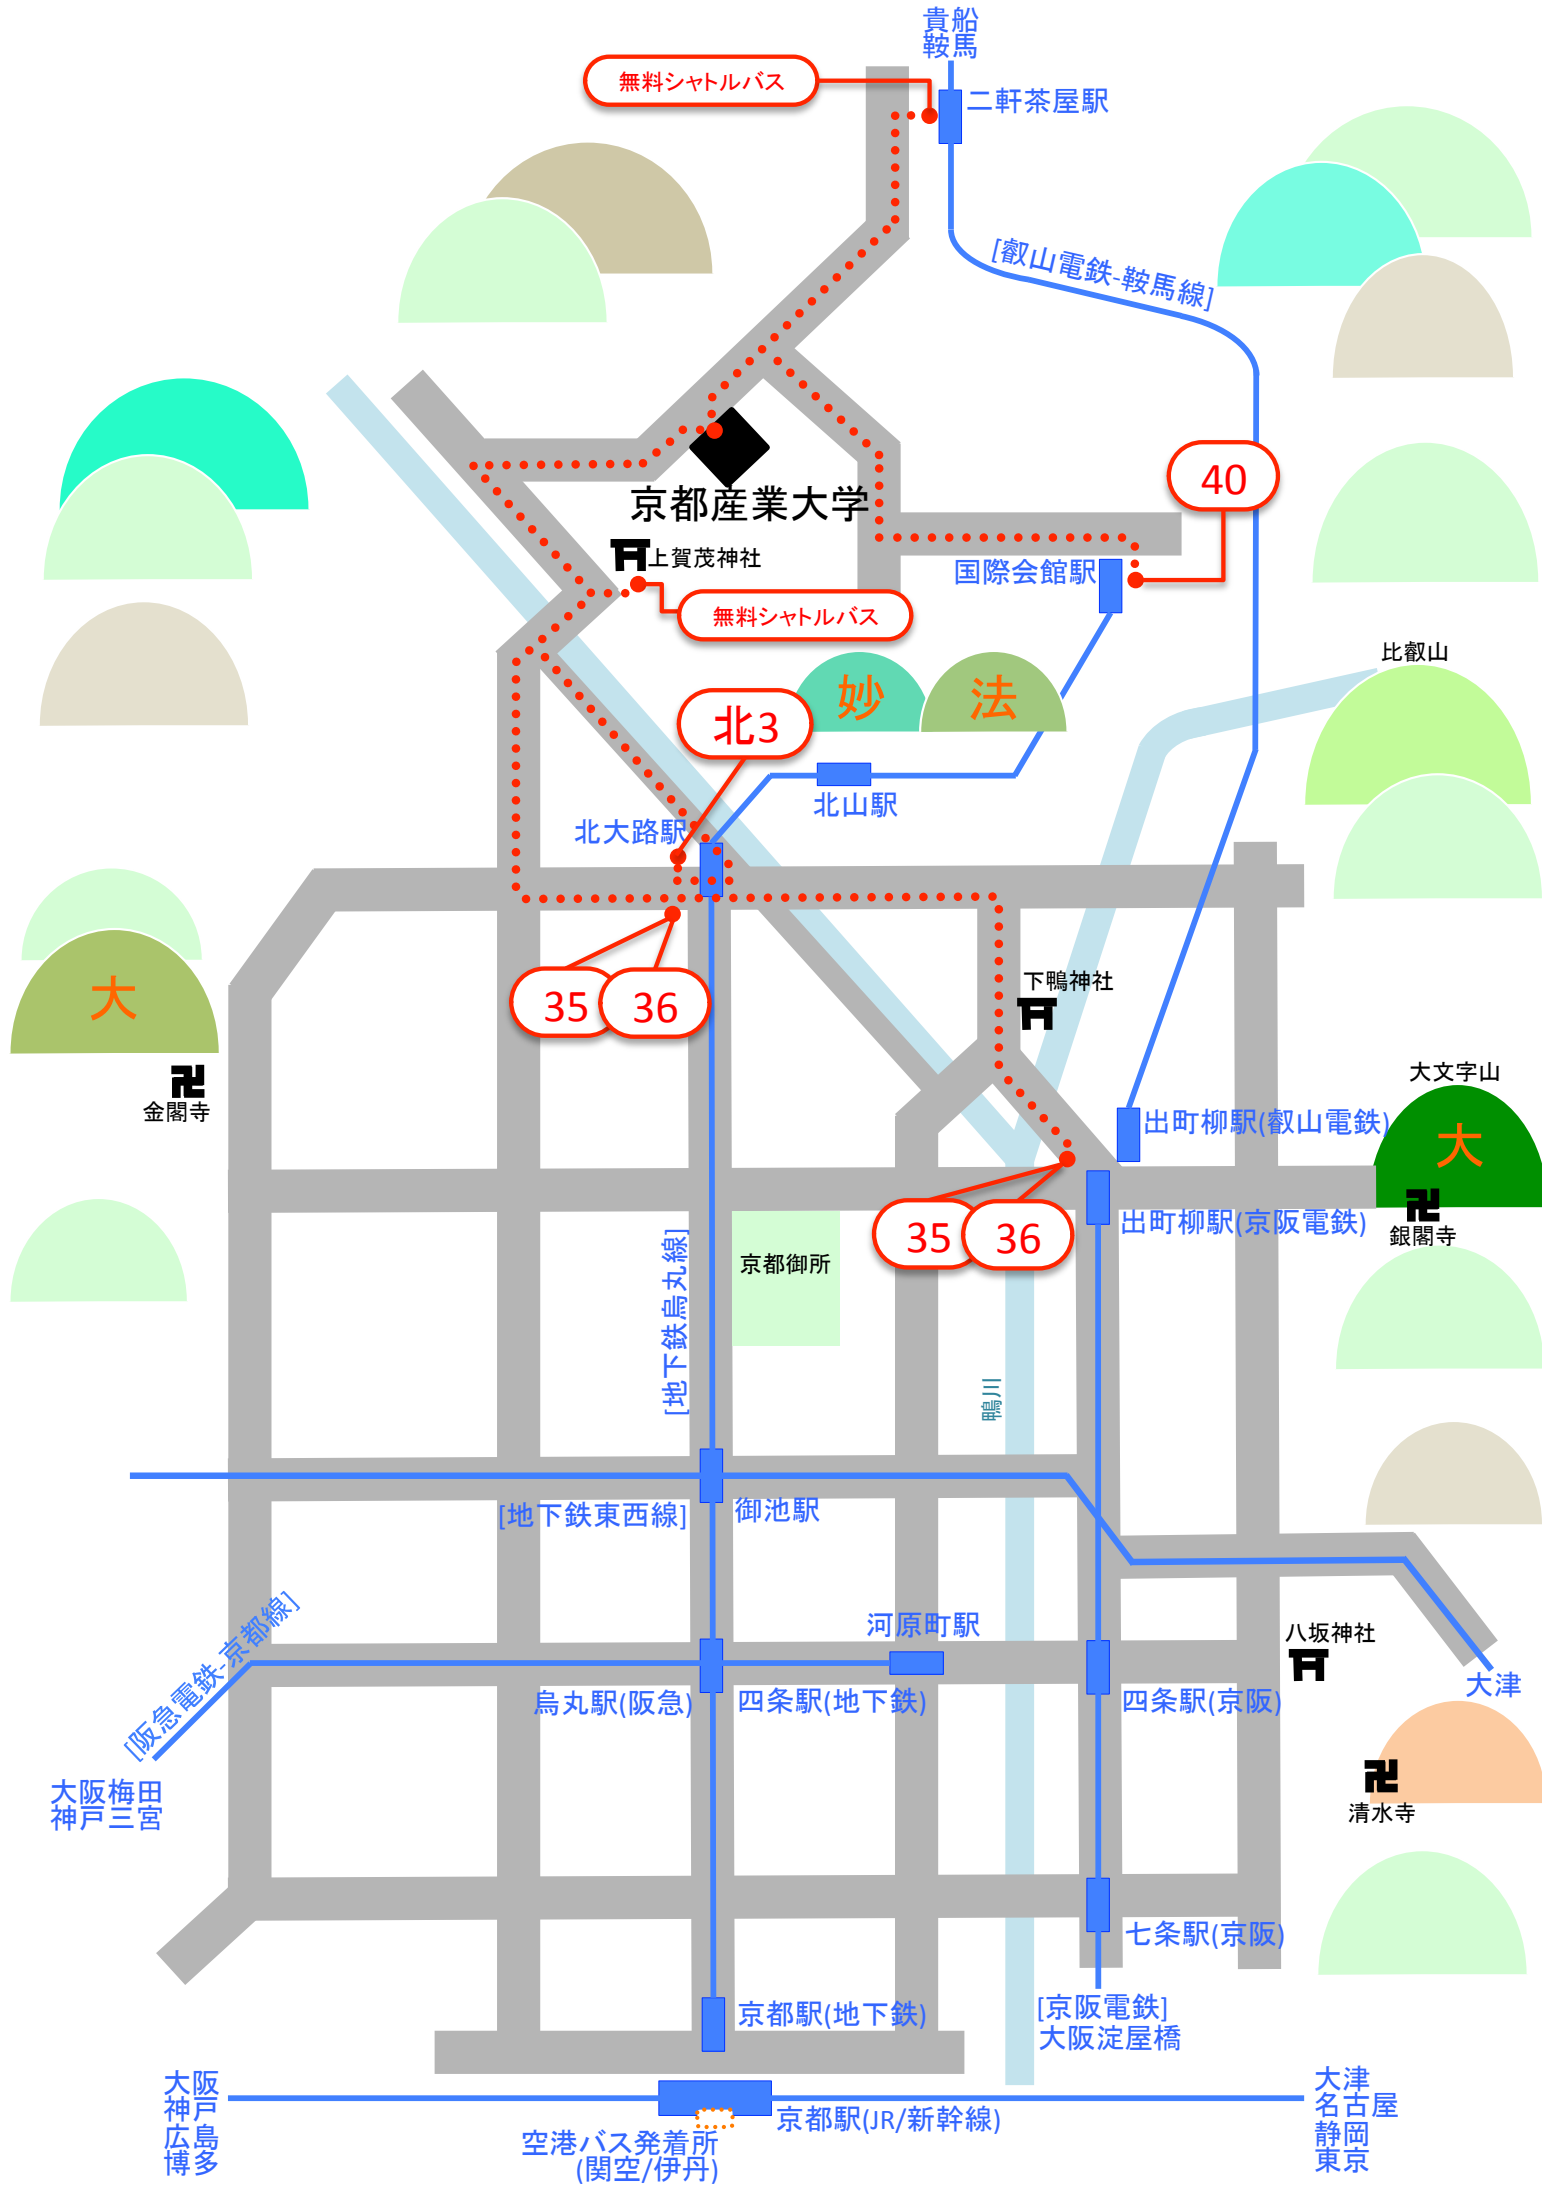 貴船
鞍馬
無料シャトルバス
二軒茶屋駅
[叡山電鉄-鞍馬線]
40
京都産業大学
上賀茂神社
国際会館駅
無料シャトルバス
比叡山
妙
法
北3
北山駅
北大路駅
大
下鴨神社
35
36
金閣寺
大文字山
出町柳駅(叡山電鉄)
大
出町柳駅(京阪電鉄)
銀閣寺
35
36
[地下鉄烏丸線]
京都御所
鴨川
[地下鉄東西線]
御池駅
[阪急電鉄-京都線]
河原町駅
八坂神社
烏丸駅(阪急)
四条駅(地下鉄)
四条駅(京阪)
大津
大阪梅田
神戸三宮
清水寺
七条駅(京阪)
京都駅(地下鉄)
[京阪電鉄]
大阪淀屋橋
大阪
神戸
広島
博多
京都駅(JR/新幹線)
空港バス発着所
(関空/伊丹)
大津
名古屋
静岡
東京